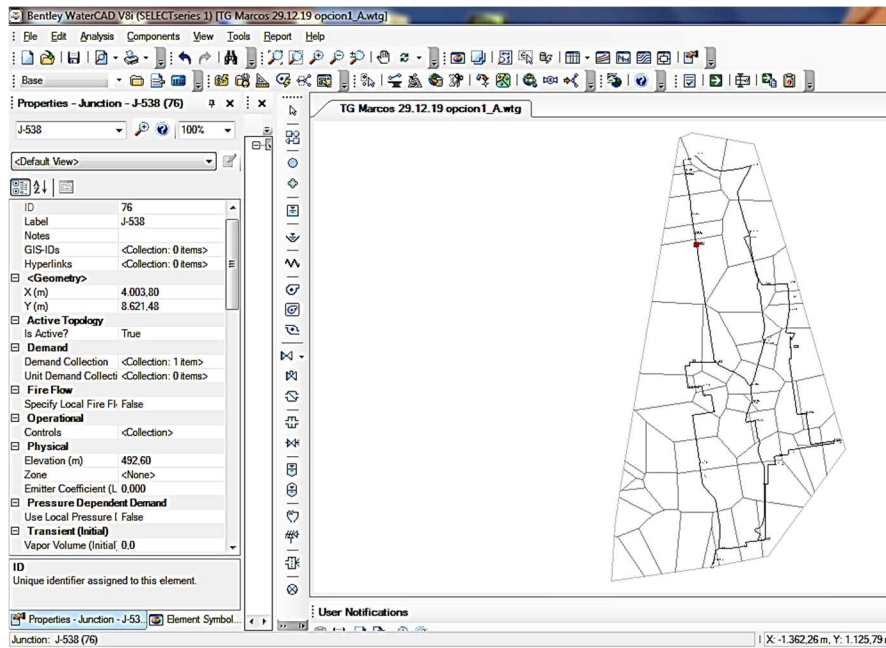 Bentley WaterCAD V8i (SELECTseries 1) [TG Marcos 29.12.19 opcion1_A.wtg]
File Edit Analysis Components View Tools Report Help
Base
Properties - Junction - J-538 (76)
TG Marcos 29.12.19 opcion1_A.wtg
J-538
100%
<Default View>
ID 76
Label J-538
Notes
GIS-IDs <Collection: 0 items>
Hyperlinks <Collection: 0 items>
<Geometry>
X (m) 4.003,80
Y (m) 8.621,48
Active Topology
Is Active? True
Demand
Demand Collection <Collection: 1 item>
Unit Demand Collecti <Collection: 0 items>
Fire Flow
Specify Local Fire Fl False
Operational
Controls <Collection>
Physical
Elevation (m) 492,60
Zone <None>
Emitter Coefficient (L 0,000
Pressure Dependent Demand
Use Local Pressure [ False
Transient (Initial)
Vapor Volume (Initial 0,0
ID
Unique identifier assigned to this element.
Properties - Junction - J-53...
Element Symbol...
User Notifications
Junction: J-538 (76)
X: -1.362,26 m, Y: 1.125,79